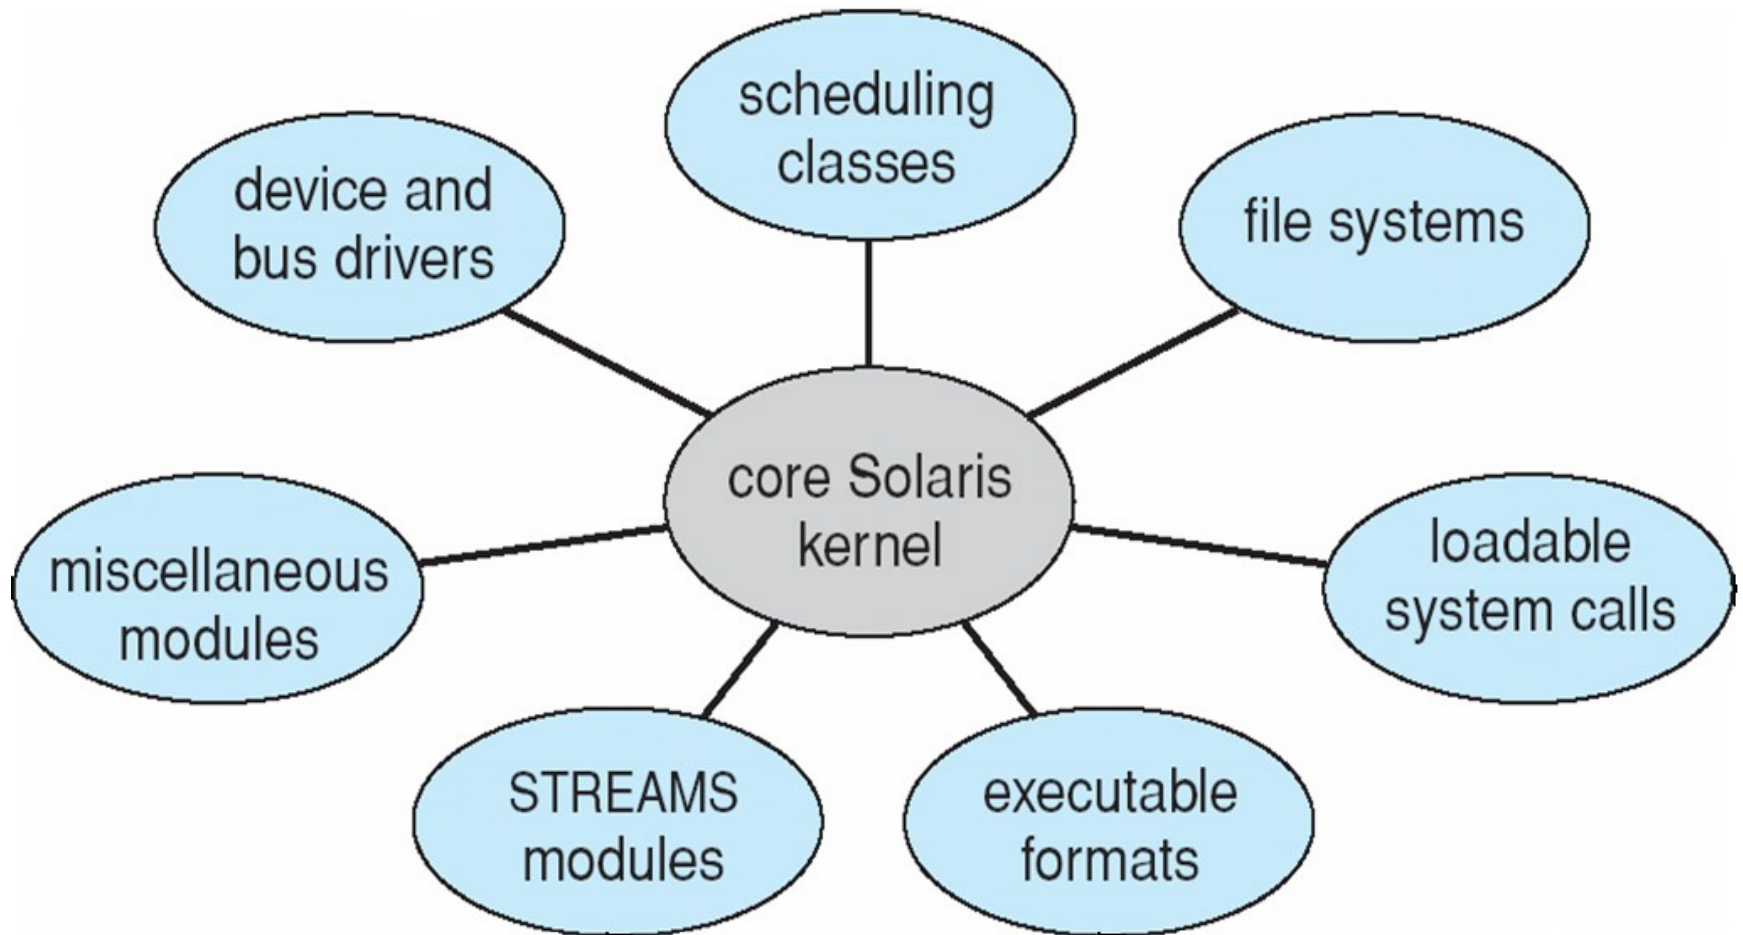 scheduling
classes
device and
bus drivers
file systems
core Solaris
kernel
loadable
system calls
miscellaneous
modules
STREAMS
modules
executable
formats